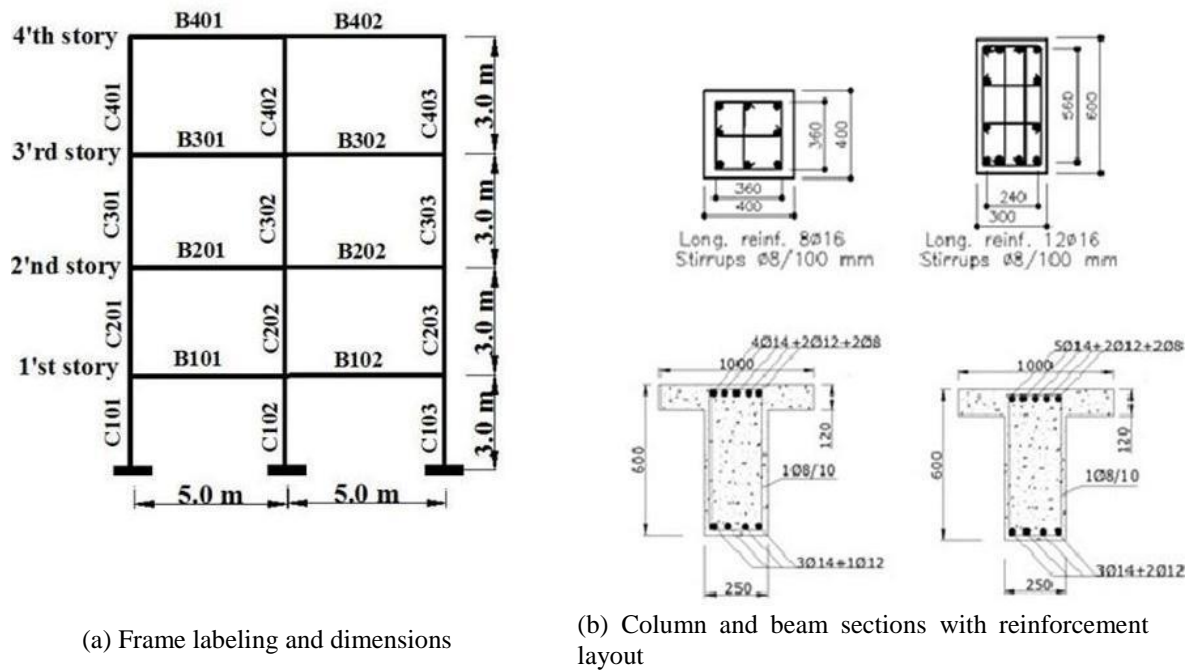 B401 B402
4'th story
C401 C402 C403 3.0 m
B301 B302
3'rd story
C301 C302 C303 3.0 m
B201 B202
2'nd story
C201 C202 C203 3.0 m
B101 B102
1'st story
C101 C102 C103 3.0 m
5.0 m 5.0 m
(a) Frame labeling and dimensions
360
400
360
400
Long. reinf. 8Ø16
Stirrups Ø8/100 mm
560
600
240
300
Long. reinf. 12Ø16
Stirrups Ø8/100 mm
4Ø14+2Ø12+2Ø8
1000
120
600
1Ø8/10
3Ø14+1Ø12
250
5Ø14+2Ø12+2Ø8
1000
120
600
1Ø8/10
3Ø14+2Ø12
250
(b) Column and beam sections with reinforcement
layout